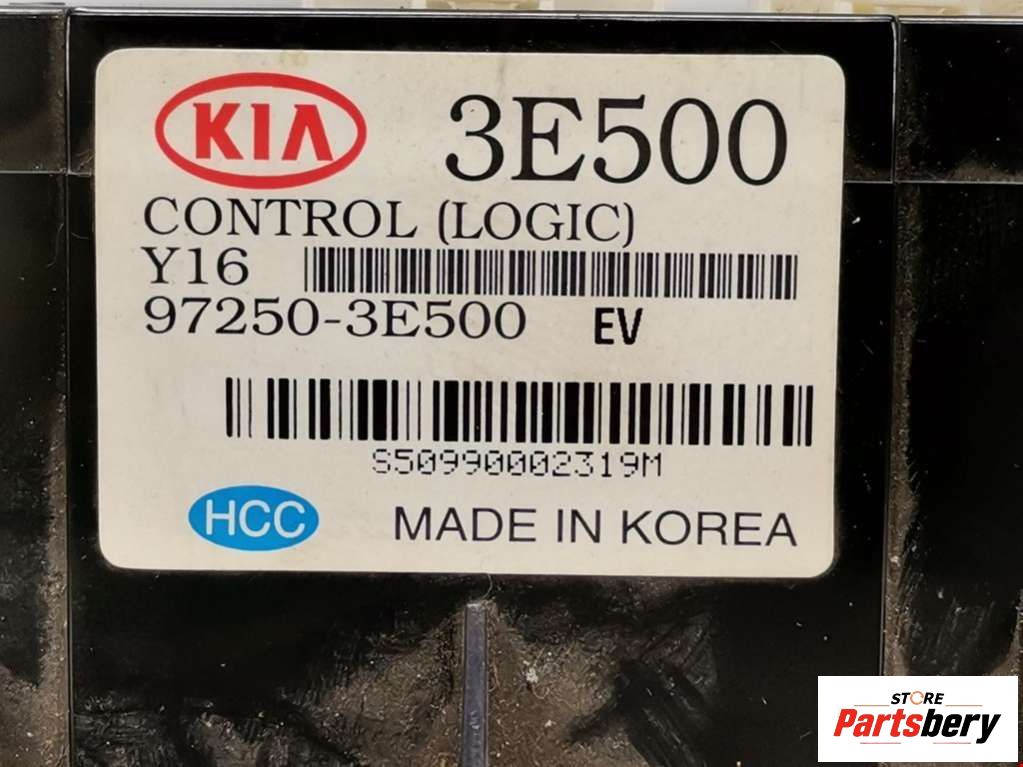 KIA 3E500
CONTROL (LOGIC)
Y16
97250-3E500 EV
S50990002319M
HCC MADE IN KOREA
STORE
Partsbery